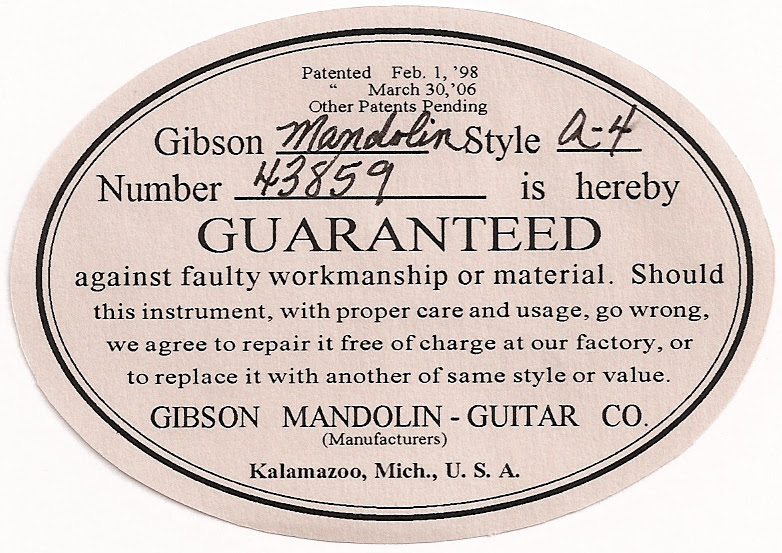 Patented Feb. 1, '98
“ March 30,'06
Other Patents Pending
Gibson Mandolin Style A-4
Number 43859 is hereby
GUARANTEED
against faulty workmanship or material. Should
this instrument, with proper care and usage, go wrong,
we agree to repair it free of charge at our factory, or
to replace it with another of same style or value.
GIBSON MANDOLIN - GUITAR CO.
(Manufacturers)
Kalamazoo, Mich., U. S. A.